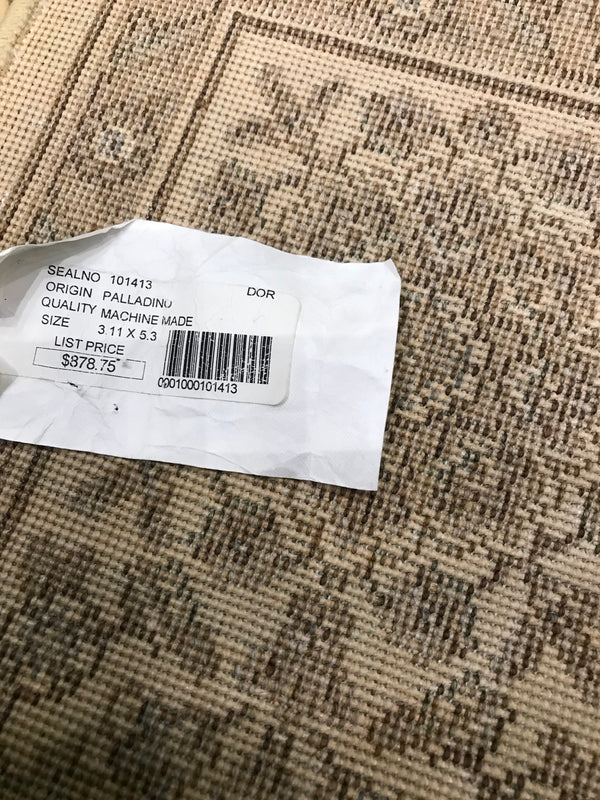 SEALNO 101413
DOR
ORIGIN PALLADINO
QUALITY MACHINE MADE
SIZE 3.11 X 5.3
LIST PRICE
$878.75
0001000101413